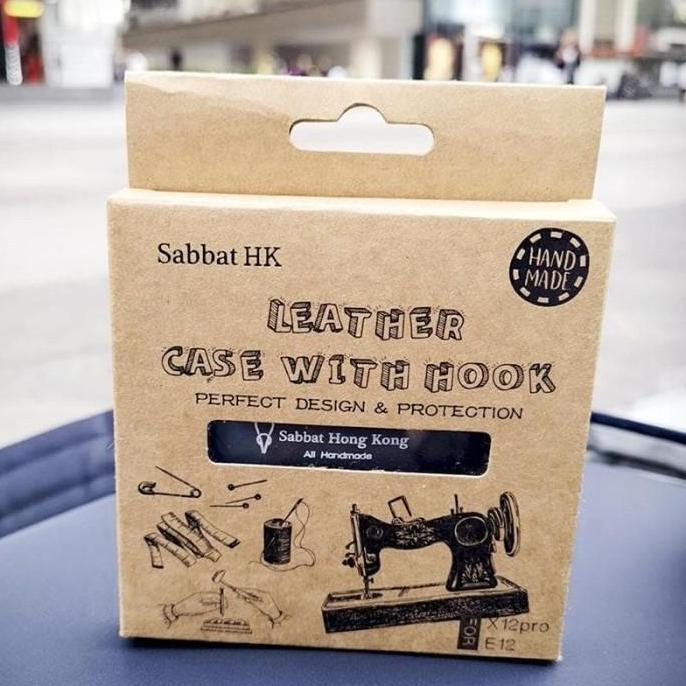 Sabbat HK
HAND
MADE
LEATHER
CASE WITH HOOK
PERFECT DESIGN & PROTECTION
Sabbat Hong Kong
All Handmade
FOR
X12pro
E12